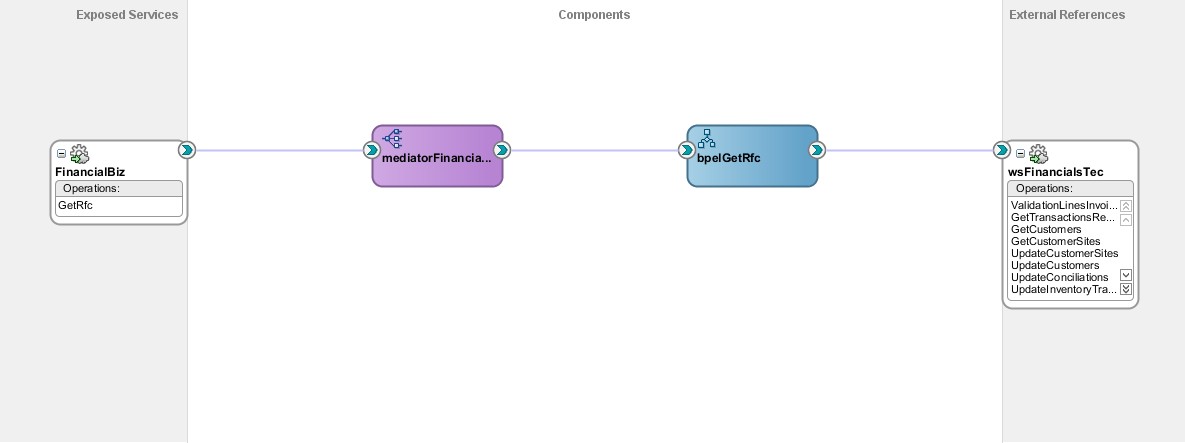 Exposed Services
Components
External References
FinancialBiz
Operations:
GetRfc
mediatorFinancia...
bpelGetRfc
wsFinancialsTec
Operations:
ValidationLinesInvoi...
GetTransactionsRe...
GetCustomers
GetCustomerSites
UpdateCustomerSites
UpdateCustomers
UpdateConciliations
UpdateInventoryTra...